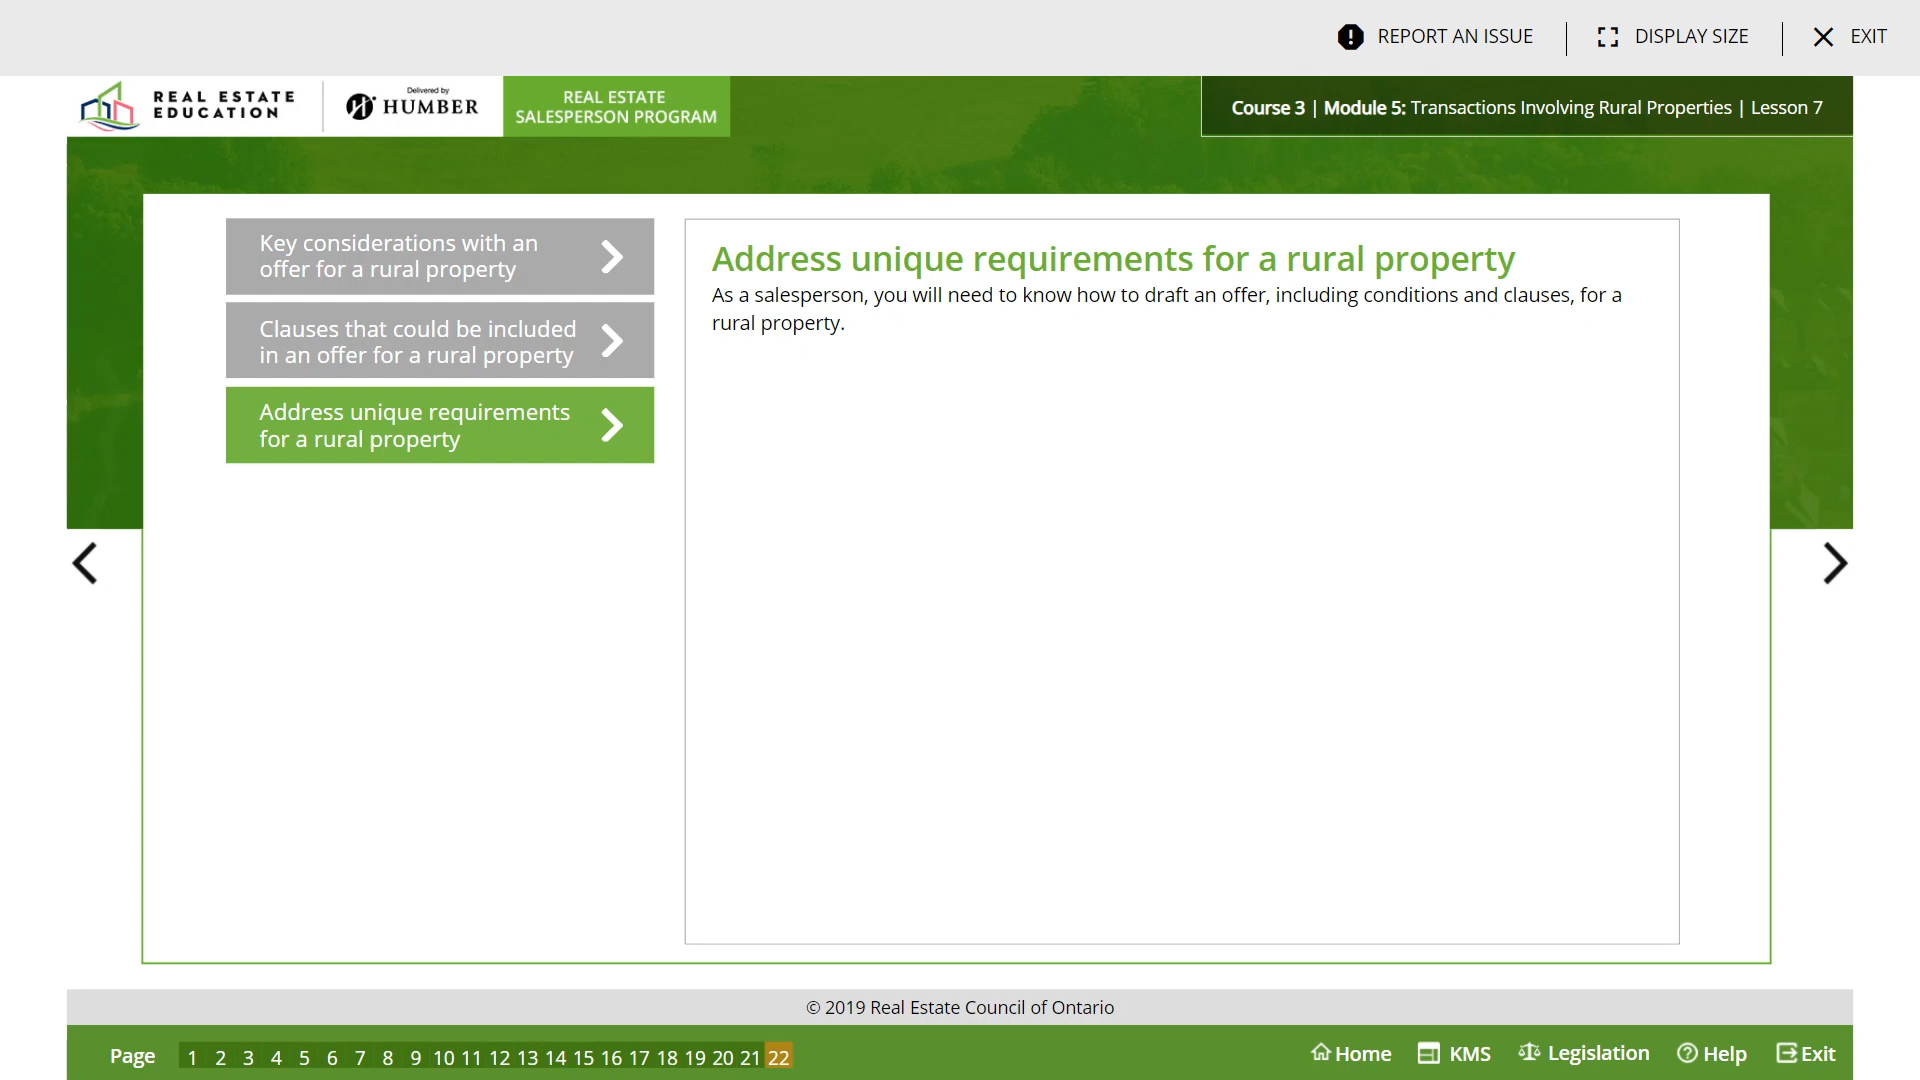 REPORT AN ISSUE
DISPLAY SIZE
EXIT
REAL ESTATE
EDUCATION
Delivered by
HUMBER
REAL ESTATE
SALESPERSON PROGRAM
Course 3 | Module 5: Transactions Involving Rural Properties | Lesson 7
Key considerations with an
offer for a rural property
Clauses that could be included
in an offer for a rural property
Address unique requirements
for a rural property
Address unique requirements for a rural property
As a salesperson, you will need to know how to draft an offer, including conditions and clauses, for a
rural property.
© 2019 Real Estate Council of Ontario
Page 1 2 3 4 5 6 7 8 9 10 11 12 13 14 15 16 17 18 19 20 21 22
Home KMS Legislation Help Exit